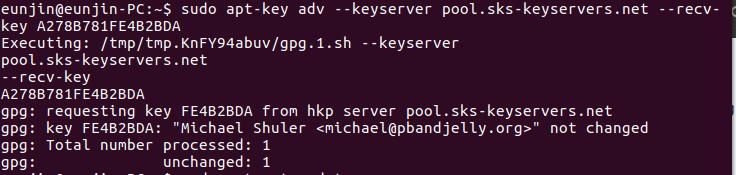 eunjin@eunjin-PC:~$ sudo apt-key adv --keyserver pool.sks-keyservers.net --recv-
key A278B781FE4B2BDA
Executing: /tmp/tmp.KnFY94abuv/gpg.1.sh --keyserver
pool.sks-keyservers.net
--recv-key
A278B781FE4B2BDA
gpg: requesting key FE4B2BDA from hkp server pool.sks-keyservers.net
gpg: key FE4B2BDA: "Michael Shuler <michael@pbandjelly.org>" not changed
gpg: Total number processed: 1
gpg:              unchanged: 1